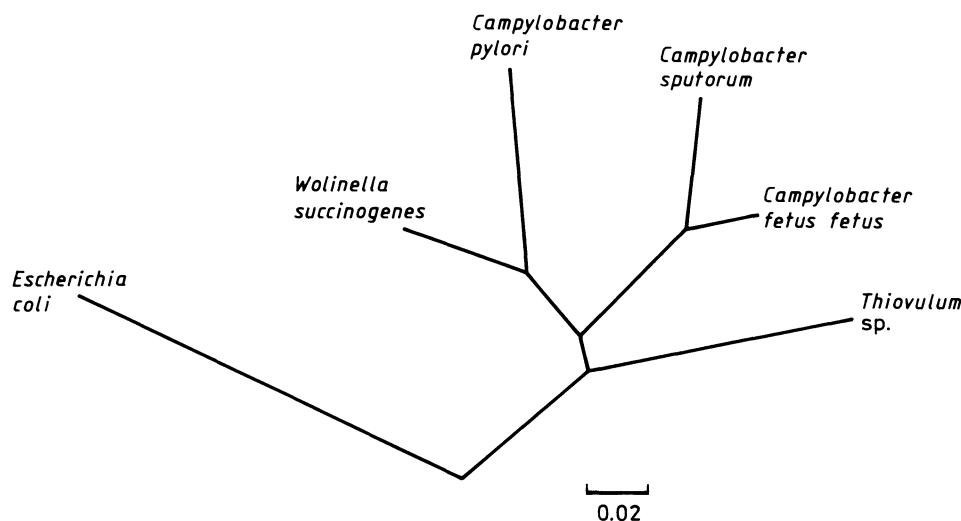 Campylobacter
pylori
Campylobacter
sputorum
Wolinella
succinogenes
Campylobacter
fetus fetus
Escherichia
coli
Thiovulum
sp.
0.02